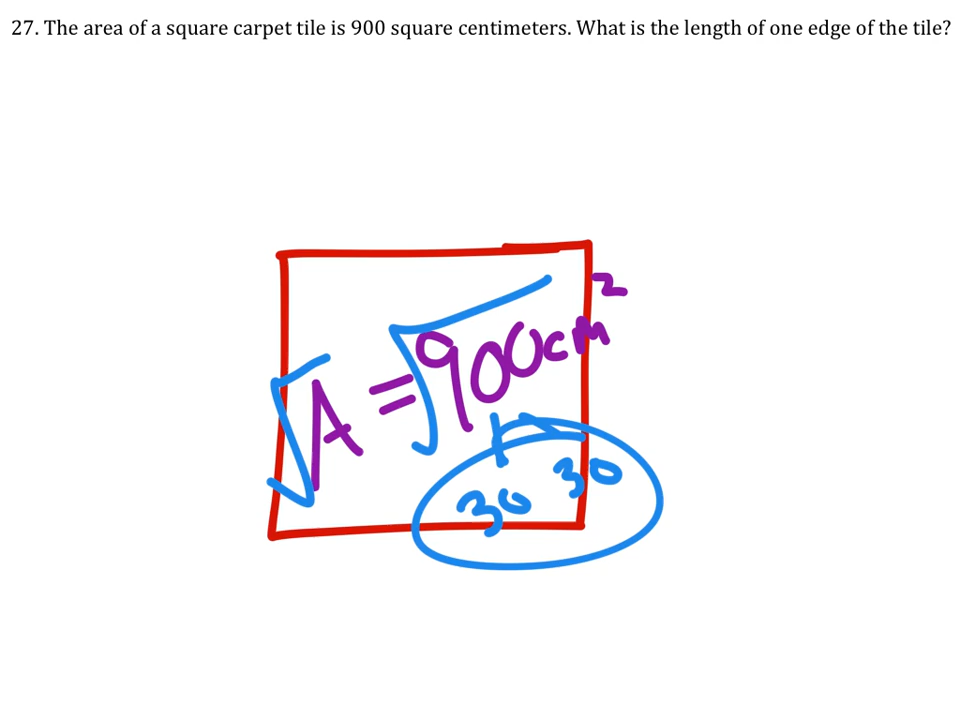 27. The area of a square carpet tile is 900 square centimeters. What is the length of one edge of the tile?
√A = √900cm²
30 30